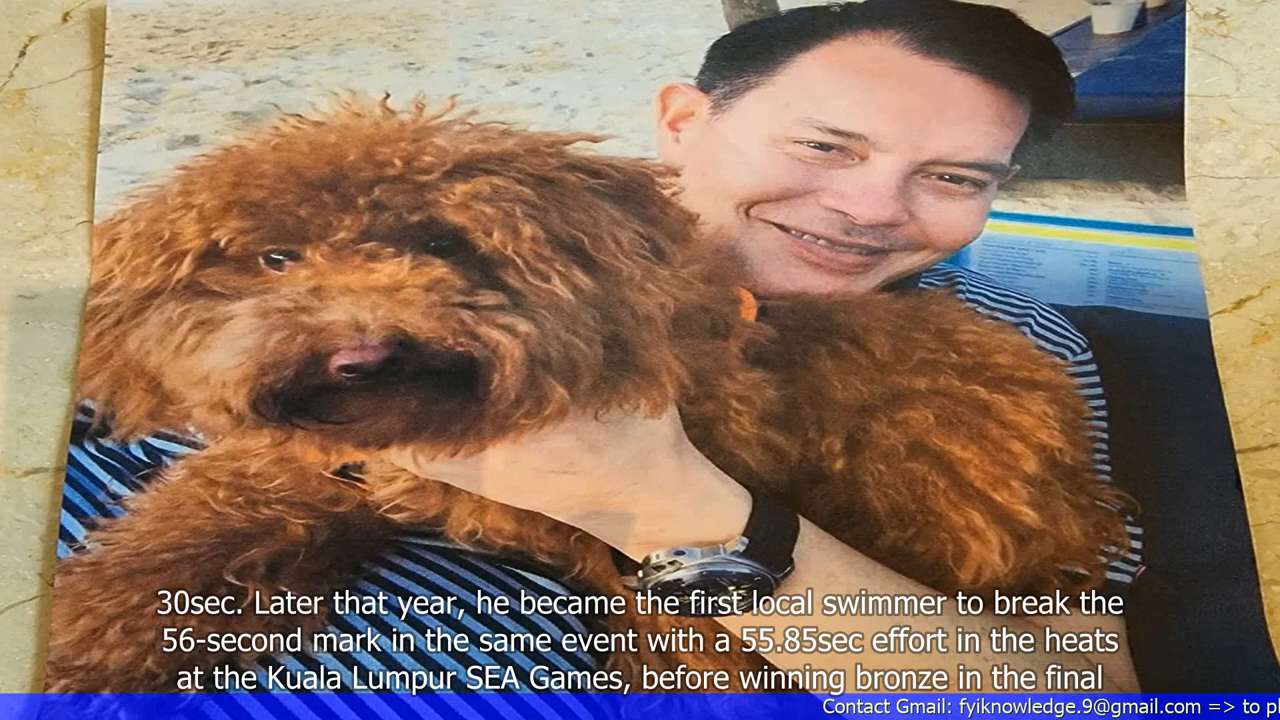 30sec. Later that year, he became the first local swimmer to break the
56-second mark in the same event with a 55.85sec effort in the heats
at the Kuala Lumpur SEA Games, before winning bronze in the final
Contact Gmail: fyiknowledge.9@gmail.com => to pl